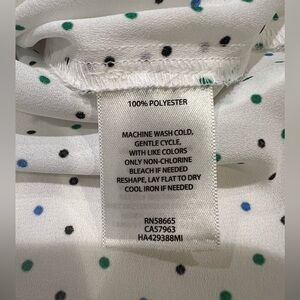 100% POLYESTER
MACHINE WASH COLD,
GENTLE CYCLE,
WITH LIKE COLORS
ONLY NON-CHLORINE
BLEACH IF NEEDED
RESHAPE, LAY FLAT TO DRY
COOL IRON IF NEEDED
RN58665
CA57963
HA429388MI